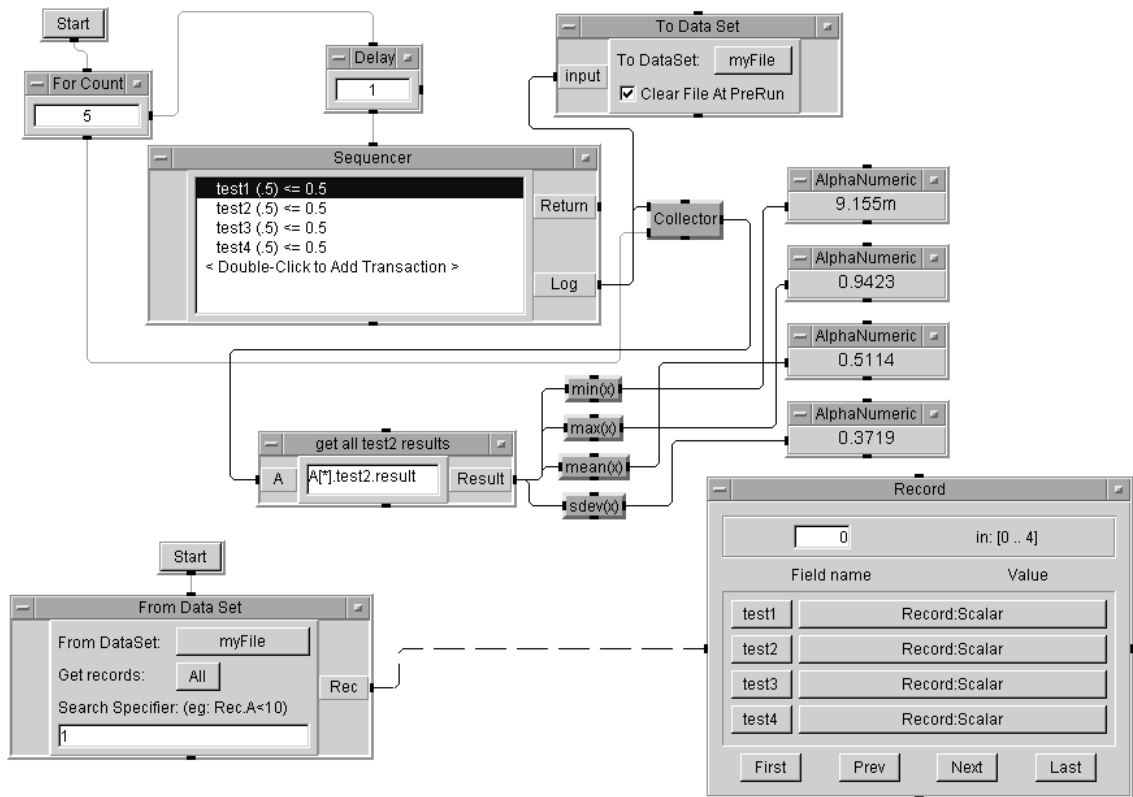 Start
For Count
5
Delay
1
To Data Set
To DataSet: myFile
input
Clear File At PreRun
Sequencer
test1 (.5) <= 0.5
test2 (.5) <= 0.5
test3 (.5) <= 0.5
test4 (.5) <= 0.5
< Double-Click to Add Transaction >
Return
Log
Collector
AlphaNumeric
9.155m
AlphaNumeric
0.9423
AlphaNumeric
0.5114
AlphaNumeric
0.3719
min(x)
max(x)
mean(x)
sdev(x)
get all test2 results
A A[*].test2.result Result
Start
From Data Set
From DataSet: myFile
Get records: All
Rec
Search Specifier: (eg: Rec.A<10)
1
Record
0 in: [0 .. 4]
Field name Value
test1 Record:Scalar
test2 Record:Scalar
test3 Record:Scalar
test4 Record:Scalar
First Prev Next Last